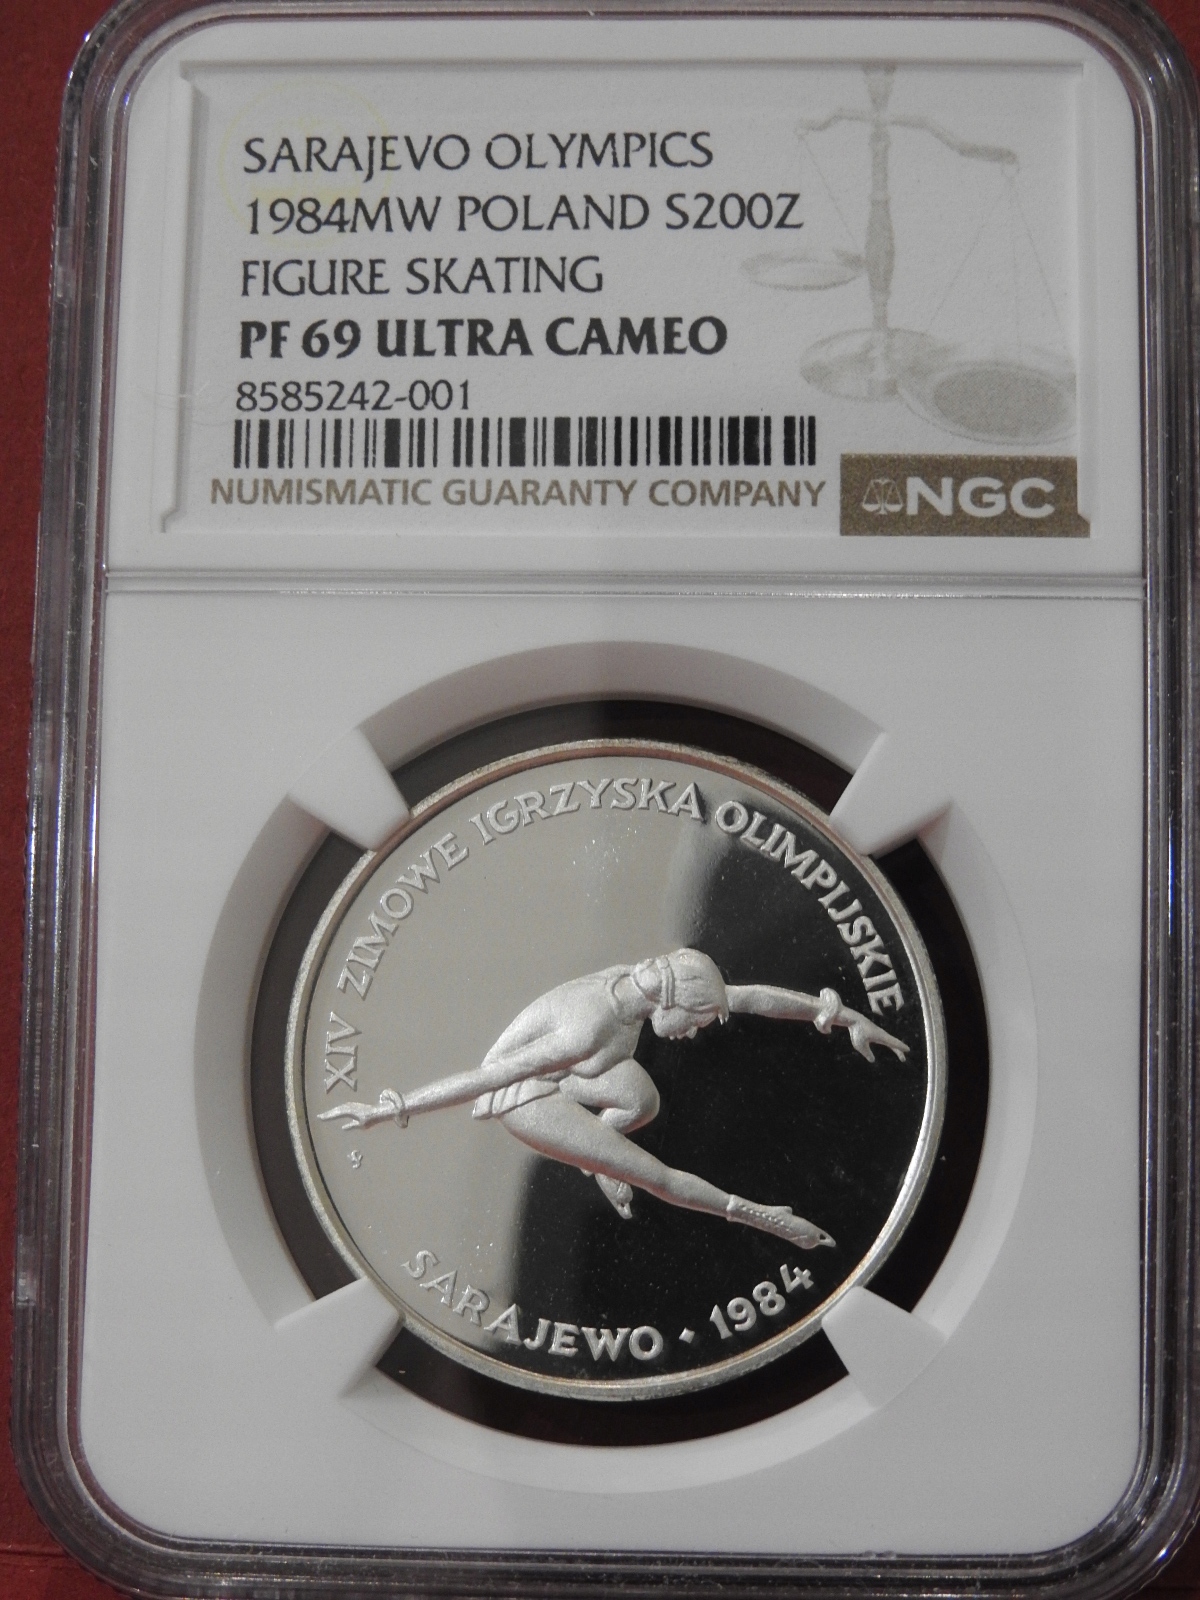 SARAJEVO OLYMPICS
1984MW POLAND S200Z
FIGURE SKATING
PF 69 ULTRA CAMEO
8585242-001
NUMISMATIC GUARANTY COMPANY
NGC
XIV ZIMOWE IGRZYSKA OLIMPIJSKIE
SARAJEWO • 1984